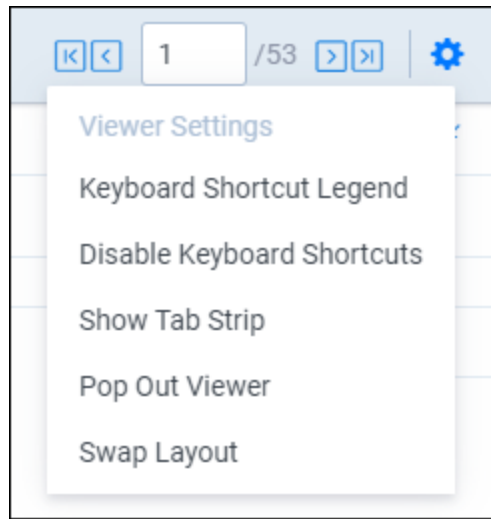 1 /53
Viewer Settings
Keyboard Shortcut Legend
Disable Keyboard Shortcuts
Show Tab Strip
Pop Out Viewer
Swap Layout